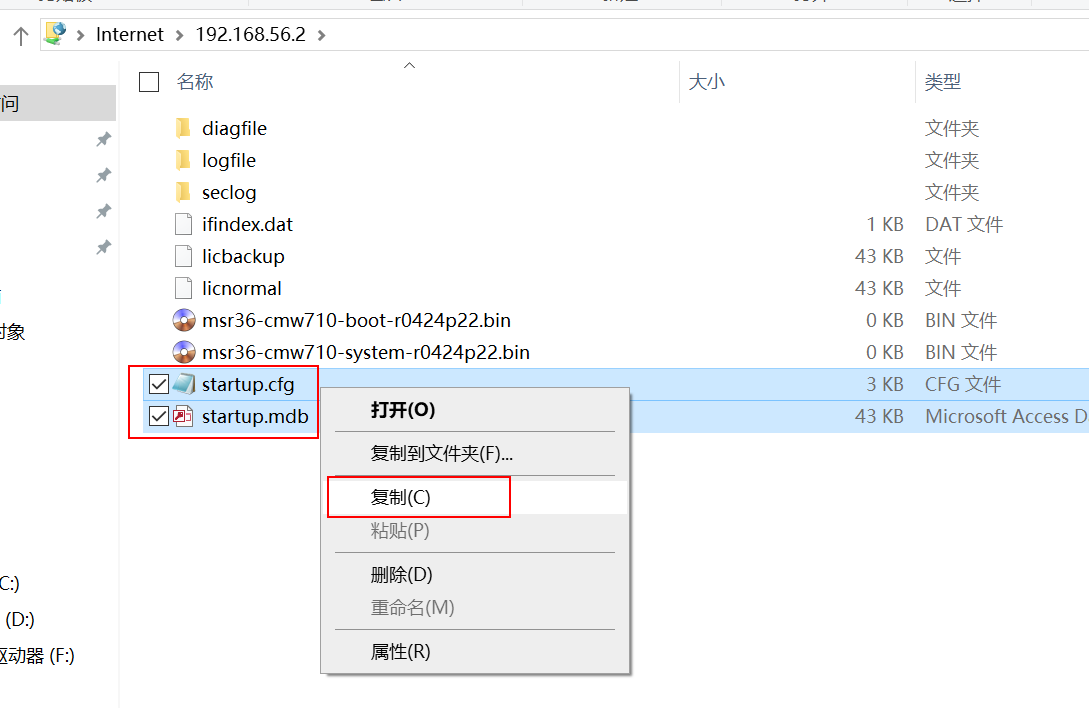 Internet > 192.168.56.2 >
名称 大小 类型
问
diagfile 文件夹
logfile 文件夹
seclog 文件夹
ifindex.dat 1 KB DAT 文件
licbackup 43 KB 文件
licnormal 43 KB 文件
对象
msr36-cmw710-boot-r0424p22.bin 0 KB BIN 文件
msr36-cmw710-system-r0424p22.bin 0 KB BIN 文件
startup.cfg 3 KB CFG 文件
startup.mdb 43 KB Microsoft Access D
打开(O)
复制到文件夹(F)...
复制(C)
粘贴(P)
删除(D)
重命名(M)
属性(R)
C:)
(D:)
动器 (F:)